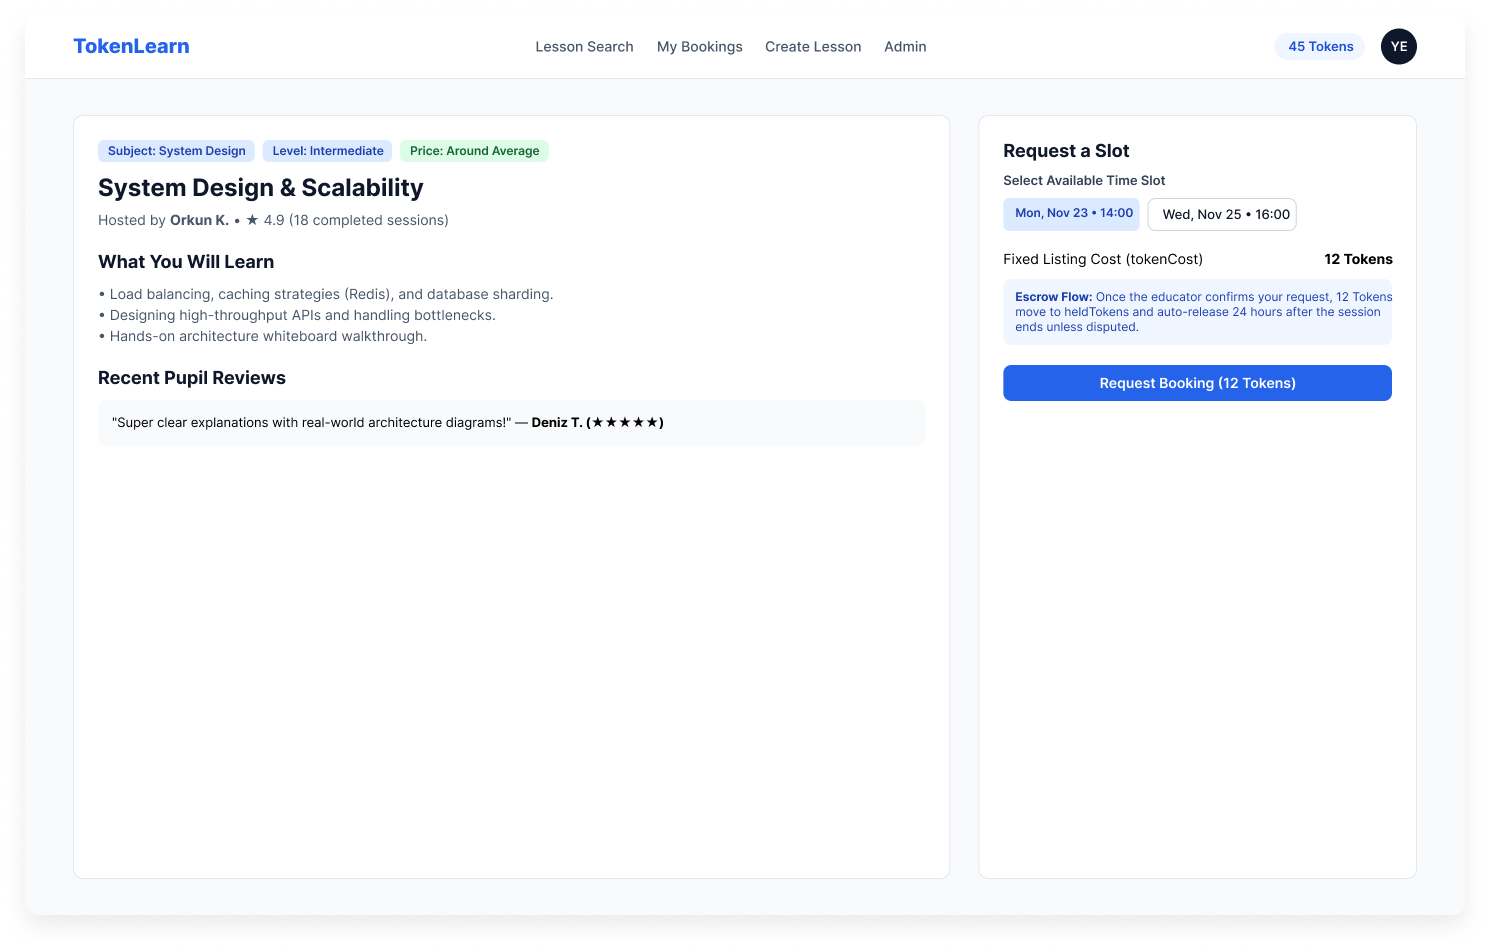 TokenLearn
Lesson Search
My Bookings
Create Lesson
Admin
45 Tokens
YE
Subject: System Design
Level: Intermediate
Price: Around Average
System Design & Scalability
Hosted by Orkun K. • ★ 4.9 (18 completed sessions)
What You Will Learn
• Load balancing, caching strategies (Redis), and database sharding.
• Designing high-throughput APIs and handling bottlenecks.
• Hands-on architecture whiteboard walkthrough.
Recent Pupil Reviews
"Super clear explanations with real-world architecture diagrams!" — Deniz T. (★★★★★)
Request a Slot
Select Available Time Slot
Mon, Nov 23 • 14:00
Wed, Nov 25 • 16:00
Fixed Listing Cost (tokenCost)
12 Tokens
Escrow Flow: Once the educator confirms your request, 12 Tokens
move to heldTokens and auto-release 24 hours after the session
ends unless disputed.
Request Booking (12 Tokens)